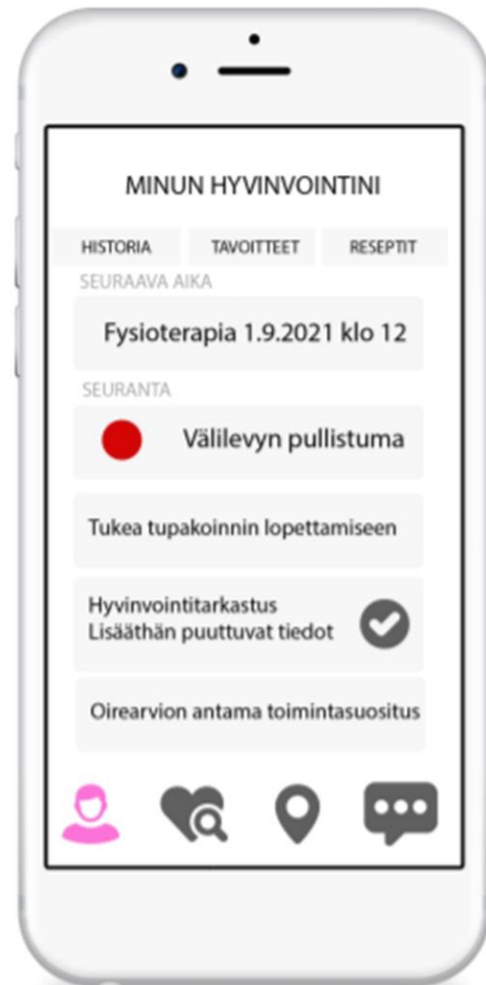 MINUN HYVINVOINTINI
HISTORIA TAVOITTEET RESEPTIT
SEURAAVA AIKA
Fysioterapia 1.9.2021 klo 12
SEURANTA
Välilevyn pullistuma
Tukea tupakoinnin lopettamiseen
Hyvinvointitarkastus
Lisääthän puuttuvat tiedot
Oirearvion antama toimintasuositus